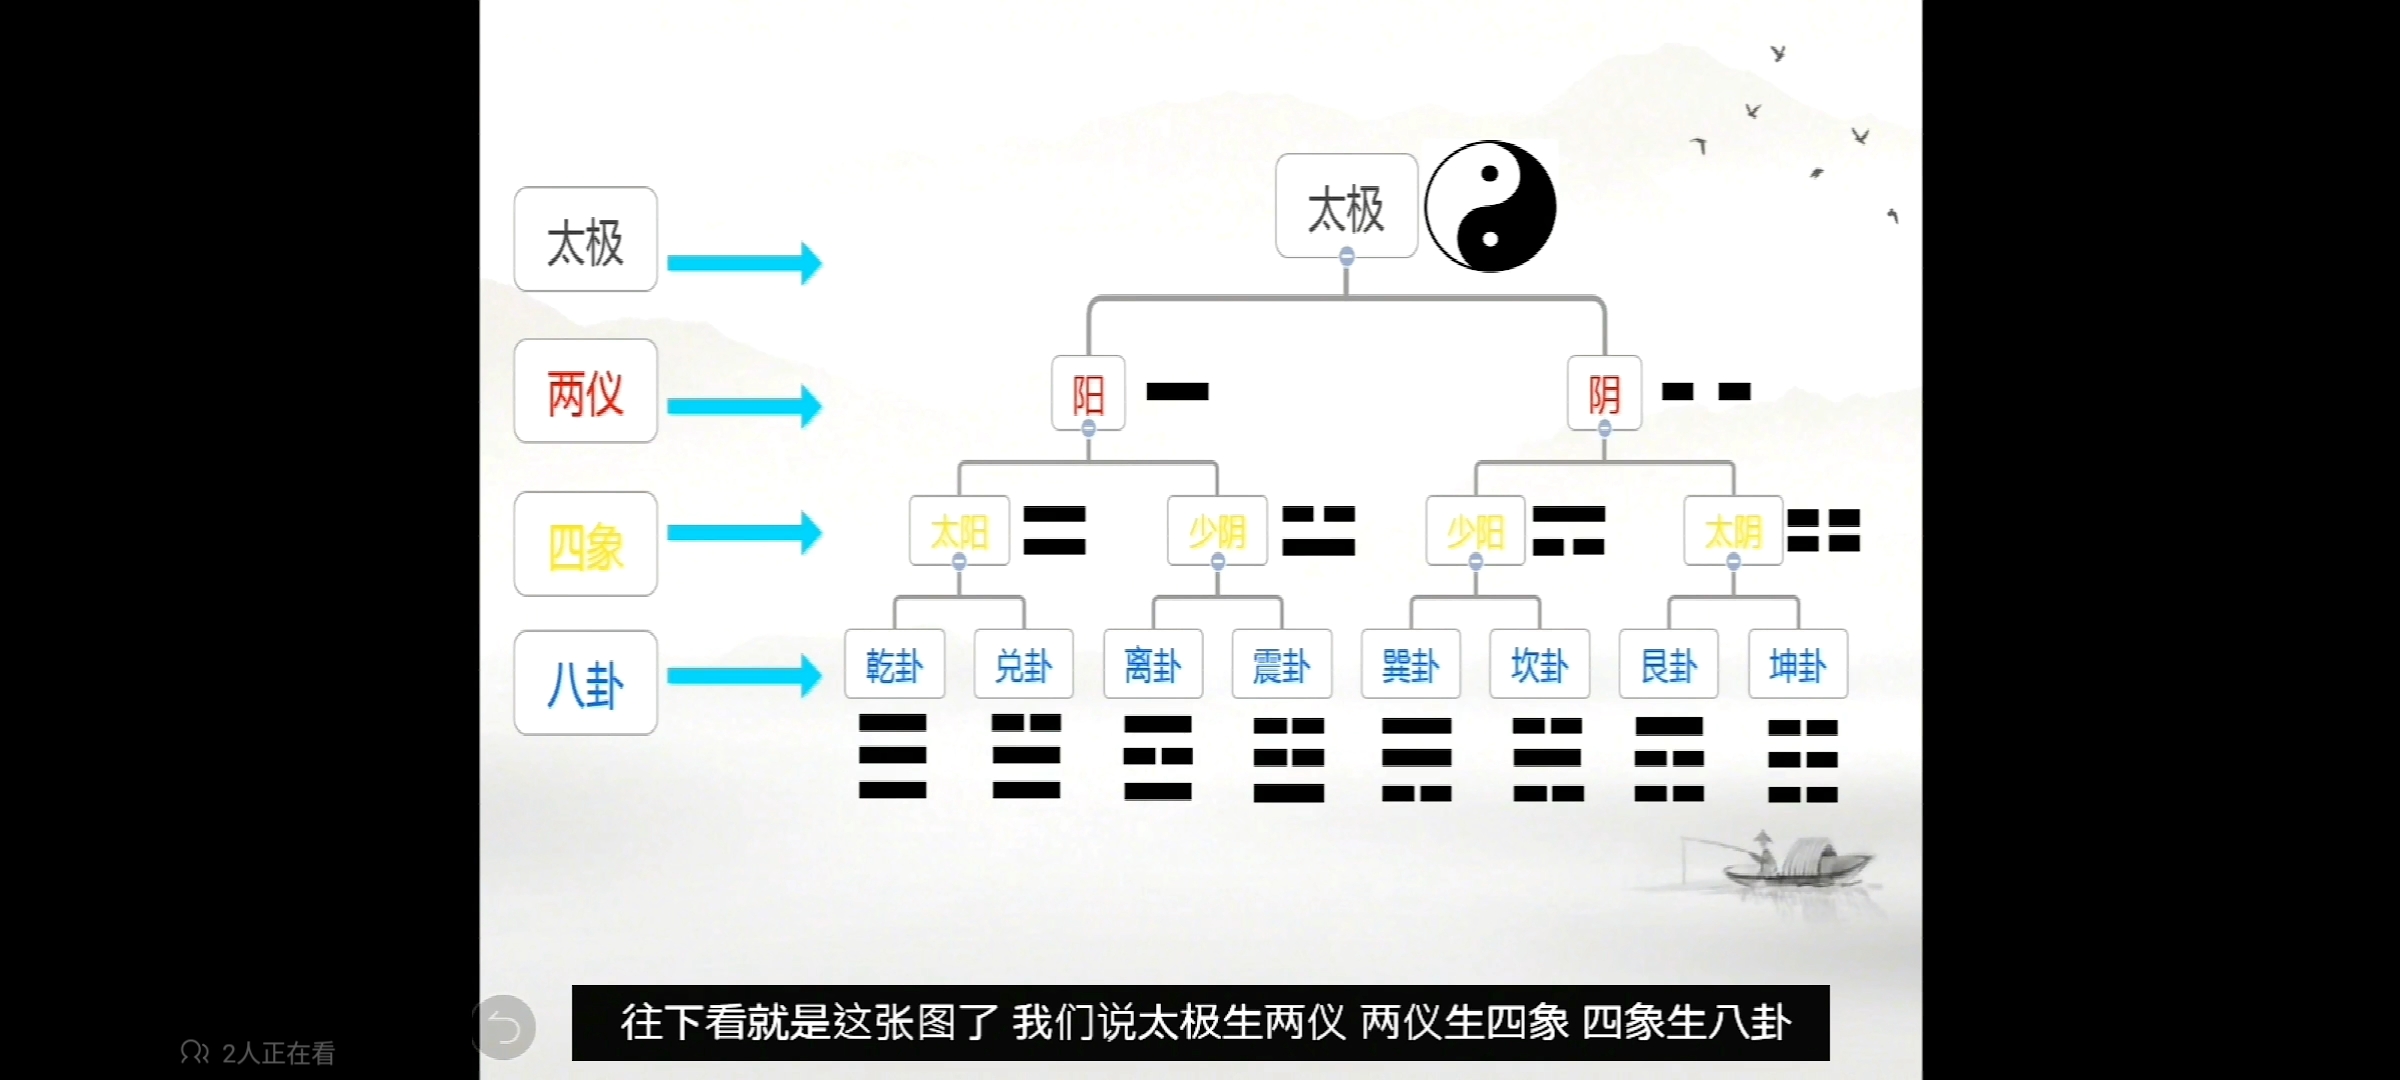 太极
太极
两仪
阳
阴
四象
太阳
少阴
少阳
太阴
八卦
乾卦
兑卦
离卦
震卦
巽卦
坎卦
艮卦
坤卦
往下看就是这张图了 我们说太极生两仪 两仪生四象 四象生八卦
2人正在看